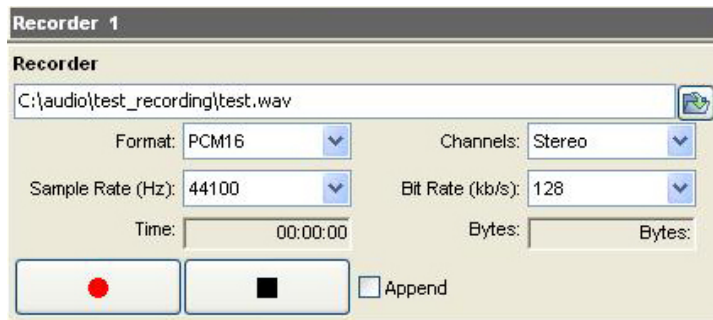 Recorder 1
Recorder
C:\audio\test_recording\test.wav
Format: PCM16 Channels: Stereo
Sample Rate (Hz): 44100 Bit Rate (kb/s): 128
Time: 00:00:00 Bytes: Bytes:
Append